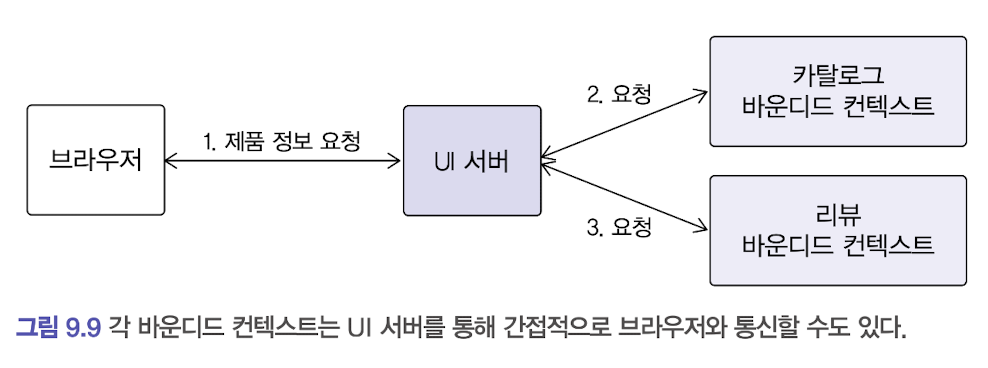 브라우저
1. 제품 정보 요청
UI 서버
2. 요청
카탈로그
바운디드 컨텍스트
3. 요청
리뷰
바운디드 컨텍스트
그림 9.9 각 바운디드 컨텍스트는 UI 서버를 통해 간접적으로 브라우저와 통신할 수도 있다.